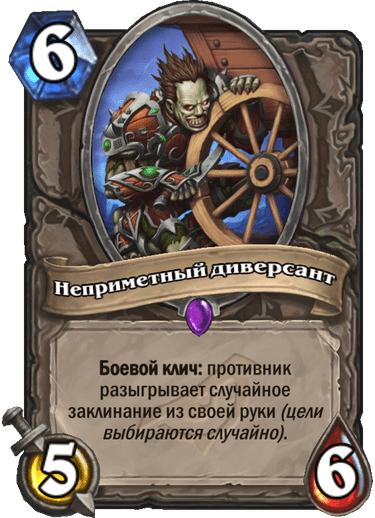 6
Неприметный диверсант
Боевой клич: противник
разыгрывает случайное
заклинание из своей руки (цели
выбираются случайно).
5
6